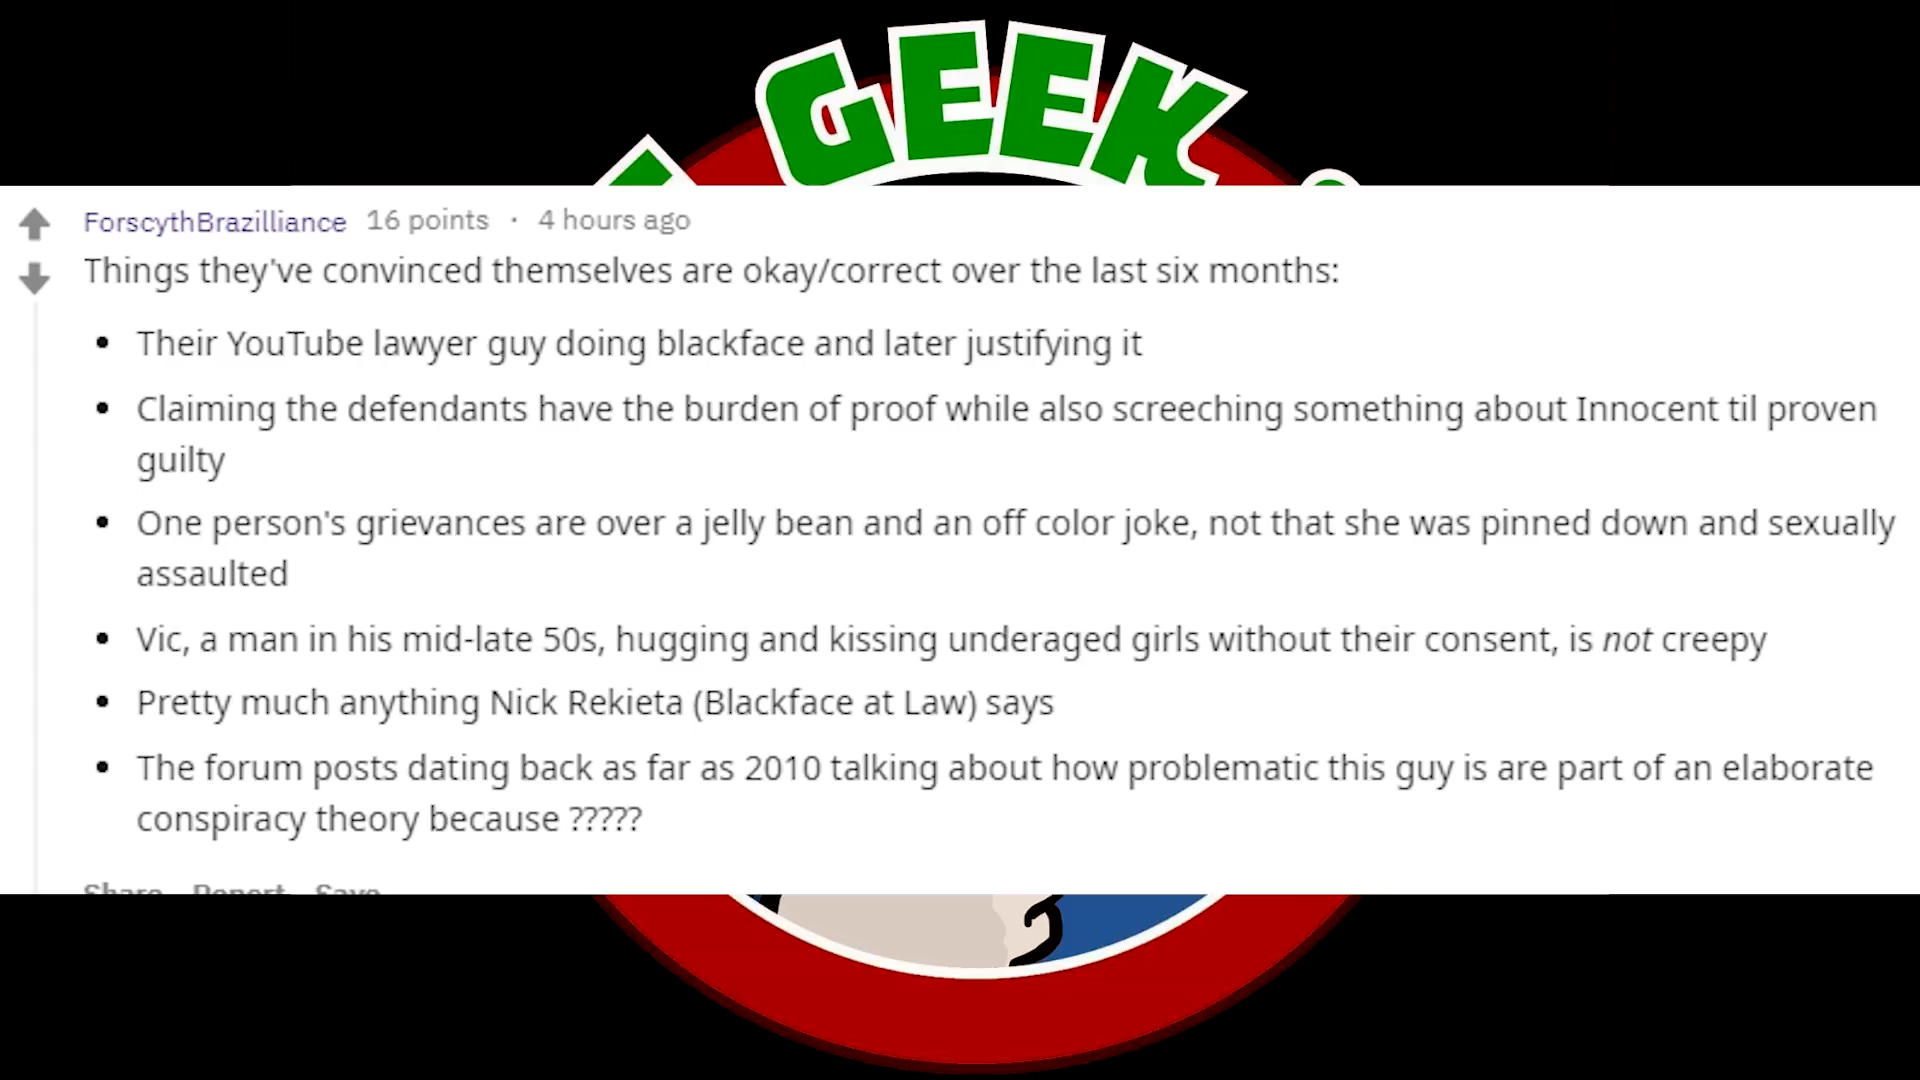 GEEK
ForscythBrazilliance 16 points · 4 hours ago
Things they've convinced themselves are okay/correct over the last six months:
• Their YouTube lawyer guy doing blackface and later justifying it
• Claiming the defendants have the burden of proof while also screeching something about Innocent til proven
guilty
• One person's grievances are over a jelly bean and an off color joke, not that she was pinned down and sexually
assaulted
• Vic, a man in his mid-late 50s, hugging and kissing underaged girls without their consent, is not creepy
• Pretty much anything Nick Rekieta (Blackface at Law) says
• The forum posts dating back as far as 2010 talking about how problematic this guy is are part of an elaborate
conspiracy theory because ?????
Share Report Save